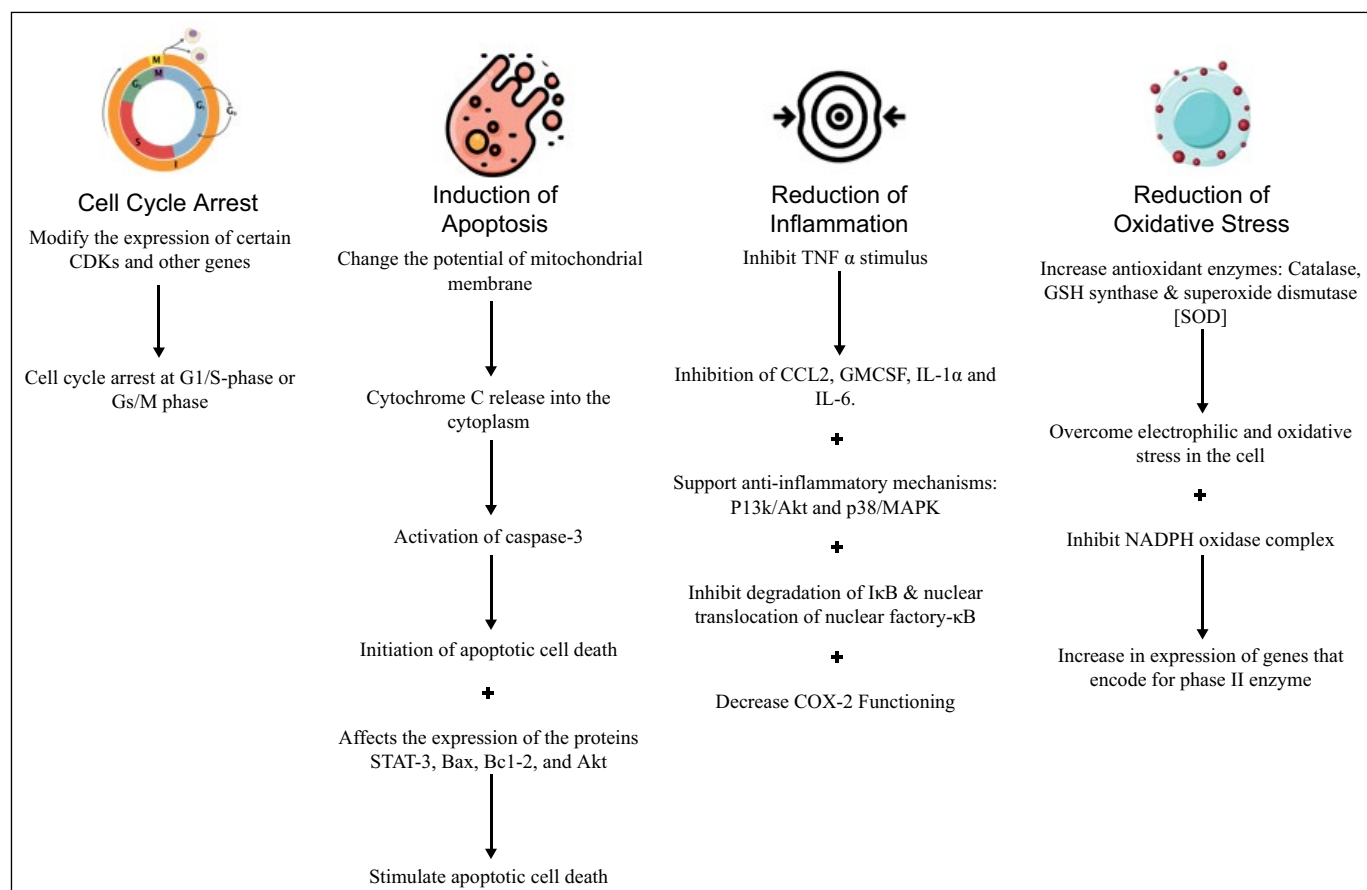 M
M
G₂
G₁
G₀
S
I
Cell Cycle Arrest
Modify the expression of certain
CDKs and other genes
Cell cycle arrest at G1/S-phase or
Gs/M phase
Induction of
Apoptosis
Change the potential of mitochondrial
membrane
Cytochrome C release into the
cytoplasm
Activation of caspase-3
Initiation of apoptotic cell death
+
Affects the expression of the proteins
STAT-3, Bax, Bc1-2, and Akt
Stimulate apoptotic cell death
Reduction of
Inflammation
Inhibit TNF α stimulus
Inhibition of CCL2, GMCSF, IL-1α and
IL-6.
+
Support anti-inflammatory mechanisms:
P13k/Akt and p38/MAPK
+
Inhibit degradation of IκB & nuclear
translocation of nuclear factor-κB
+
Decrease COX-2 Functioning
Reduction of
Oxidative Stress
Increase antioxidant enzymes: Catalase,
GSH synthase & superoxide dismutase
[SOD]
Overcome electrophilic and oxidative
stress in the cell
+
Inhibit NADPH oxidase complex
Increase in expression of genes that
encode for phase II enzyme